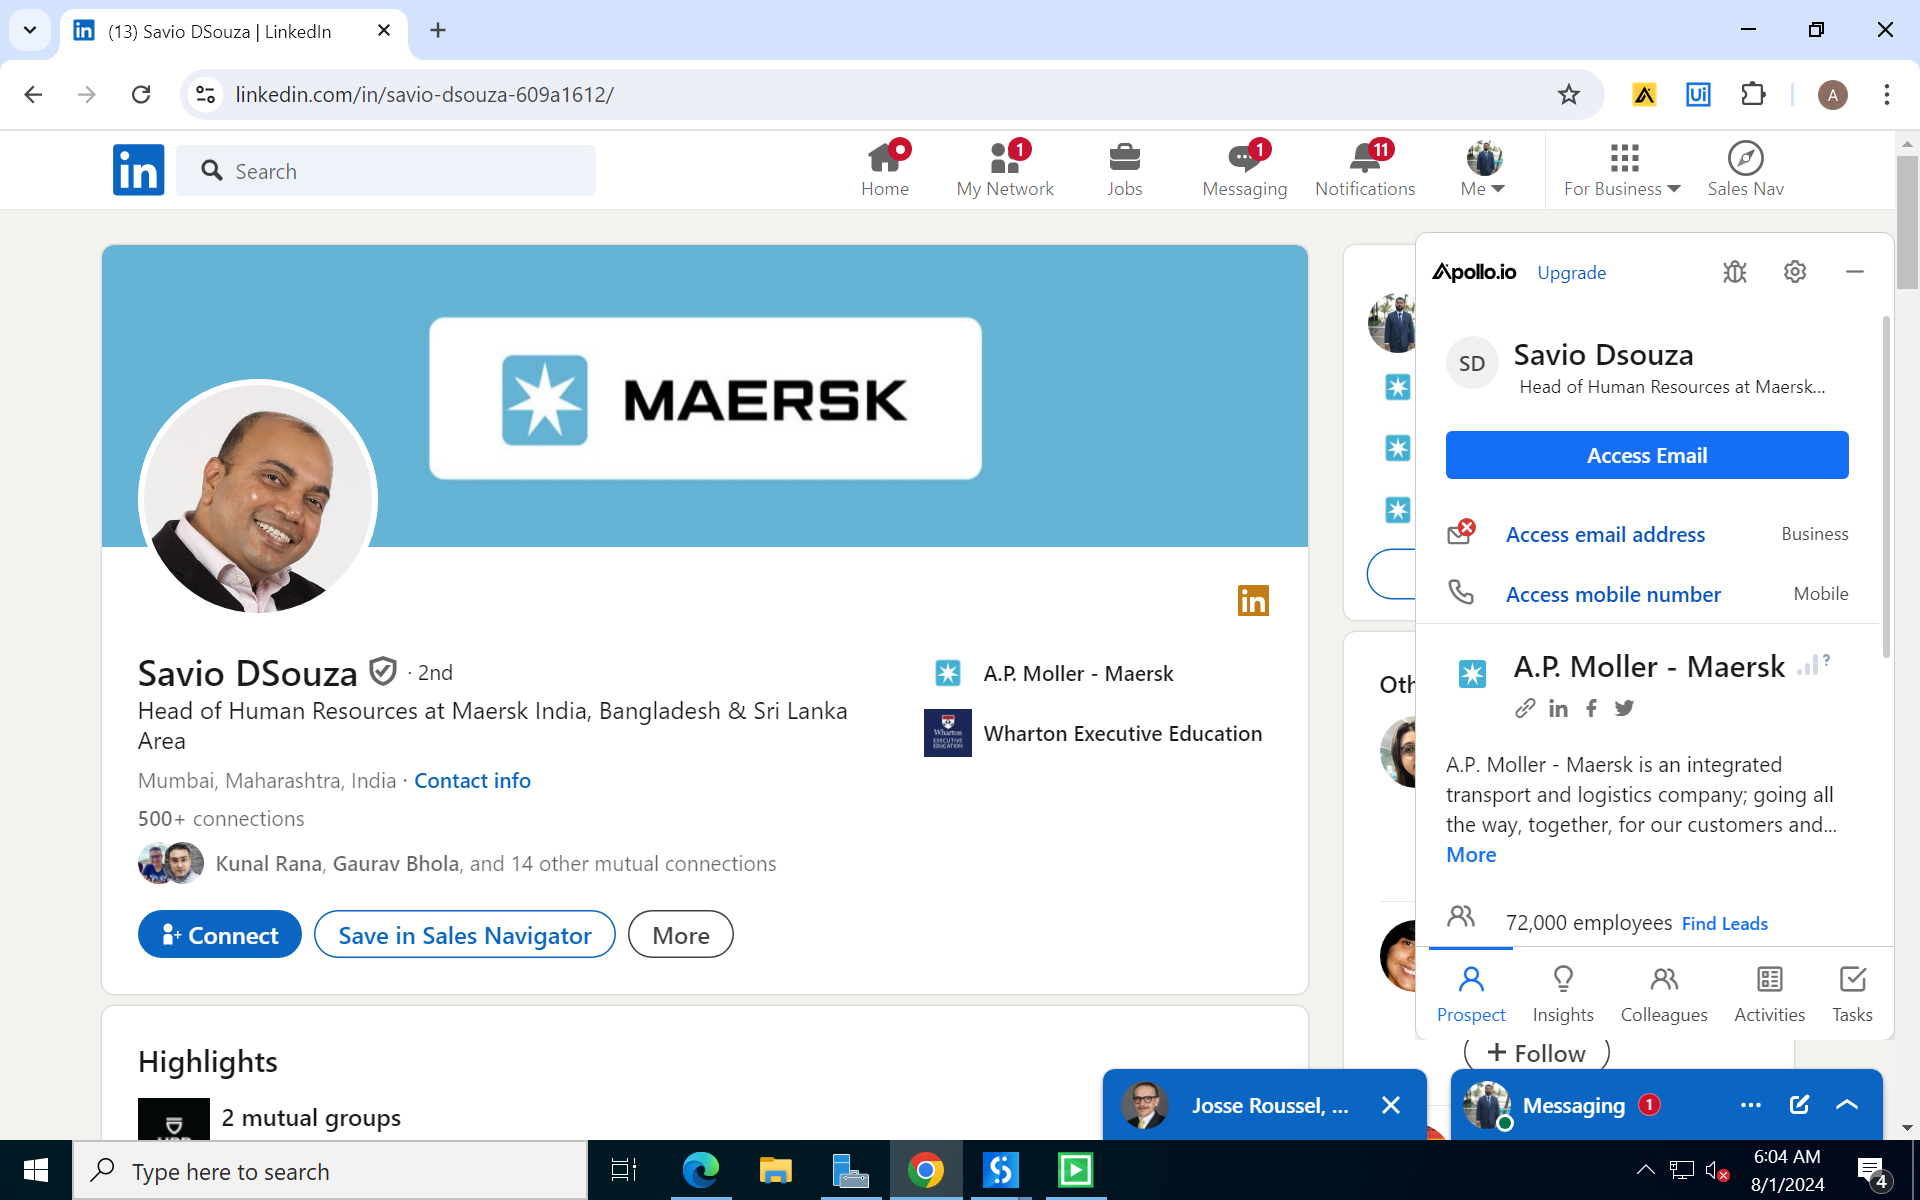 (13) Savio DSouza | LinkedIn
linkedin.com/in/savio-dsouza-609a1612/
Ui
A
in
Search
Home
1
My Network
Jobs
1
Messaging
11
Notifications
Me
For Business
Sales Nav
MAERSK
in
Savio DSouza · 2nd
Head of Human Resources at Maersk India, Bangladesh & Sri Lanka
Area
Mumbai, Maharashtra, India · Contact info
500+ connections
Kunal Rana, Gaurav Bhola, and 14 other mutual connections
Connect
Save in Sales Navigator
More
A.P. Moller - Maersk
Wharton
EXECUTIVE
EDUCATION
Wharton Executive Education
Highlights
2 mutual groups
Oth
Follow
Apollo.io
Upgrade
SD
Savio Dsouza
Head of Human Resources at Maersk...
Access Email
Access email address
Business
Access mobile number
Mobile
A.P. Moller - Maersk
?
in
A.P. Moller - Maersk is an integrated
transport and logistics company; going all
the way, together, for our customers and...
More
72,000 employees Find Leads
Prospect
Insights
Colleagues
Activities
Tasks
Josse Roussel, ...
Messaging 1
Type here to search
6:04 AM
8/1/2024
4